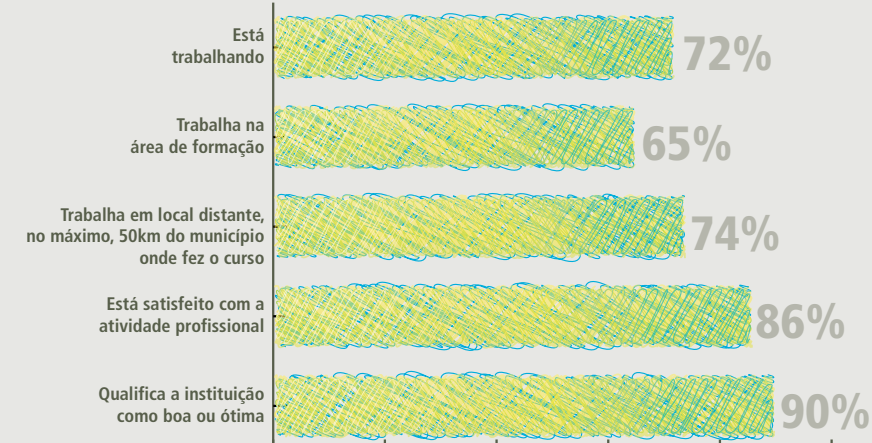 Está
trabalhando
72%
Trabalha na
área de formação
65%
Trabalha em local distante,
no máximo, 50km do município
onde fez o curso
74%
Está satisfeito com a
atividade profissional
86%
Qualifica a instituição
como boa ou ótima
90%